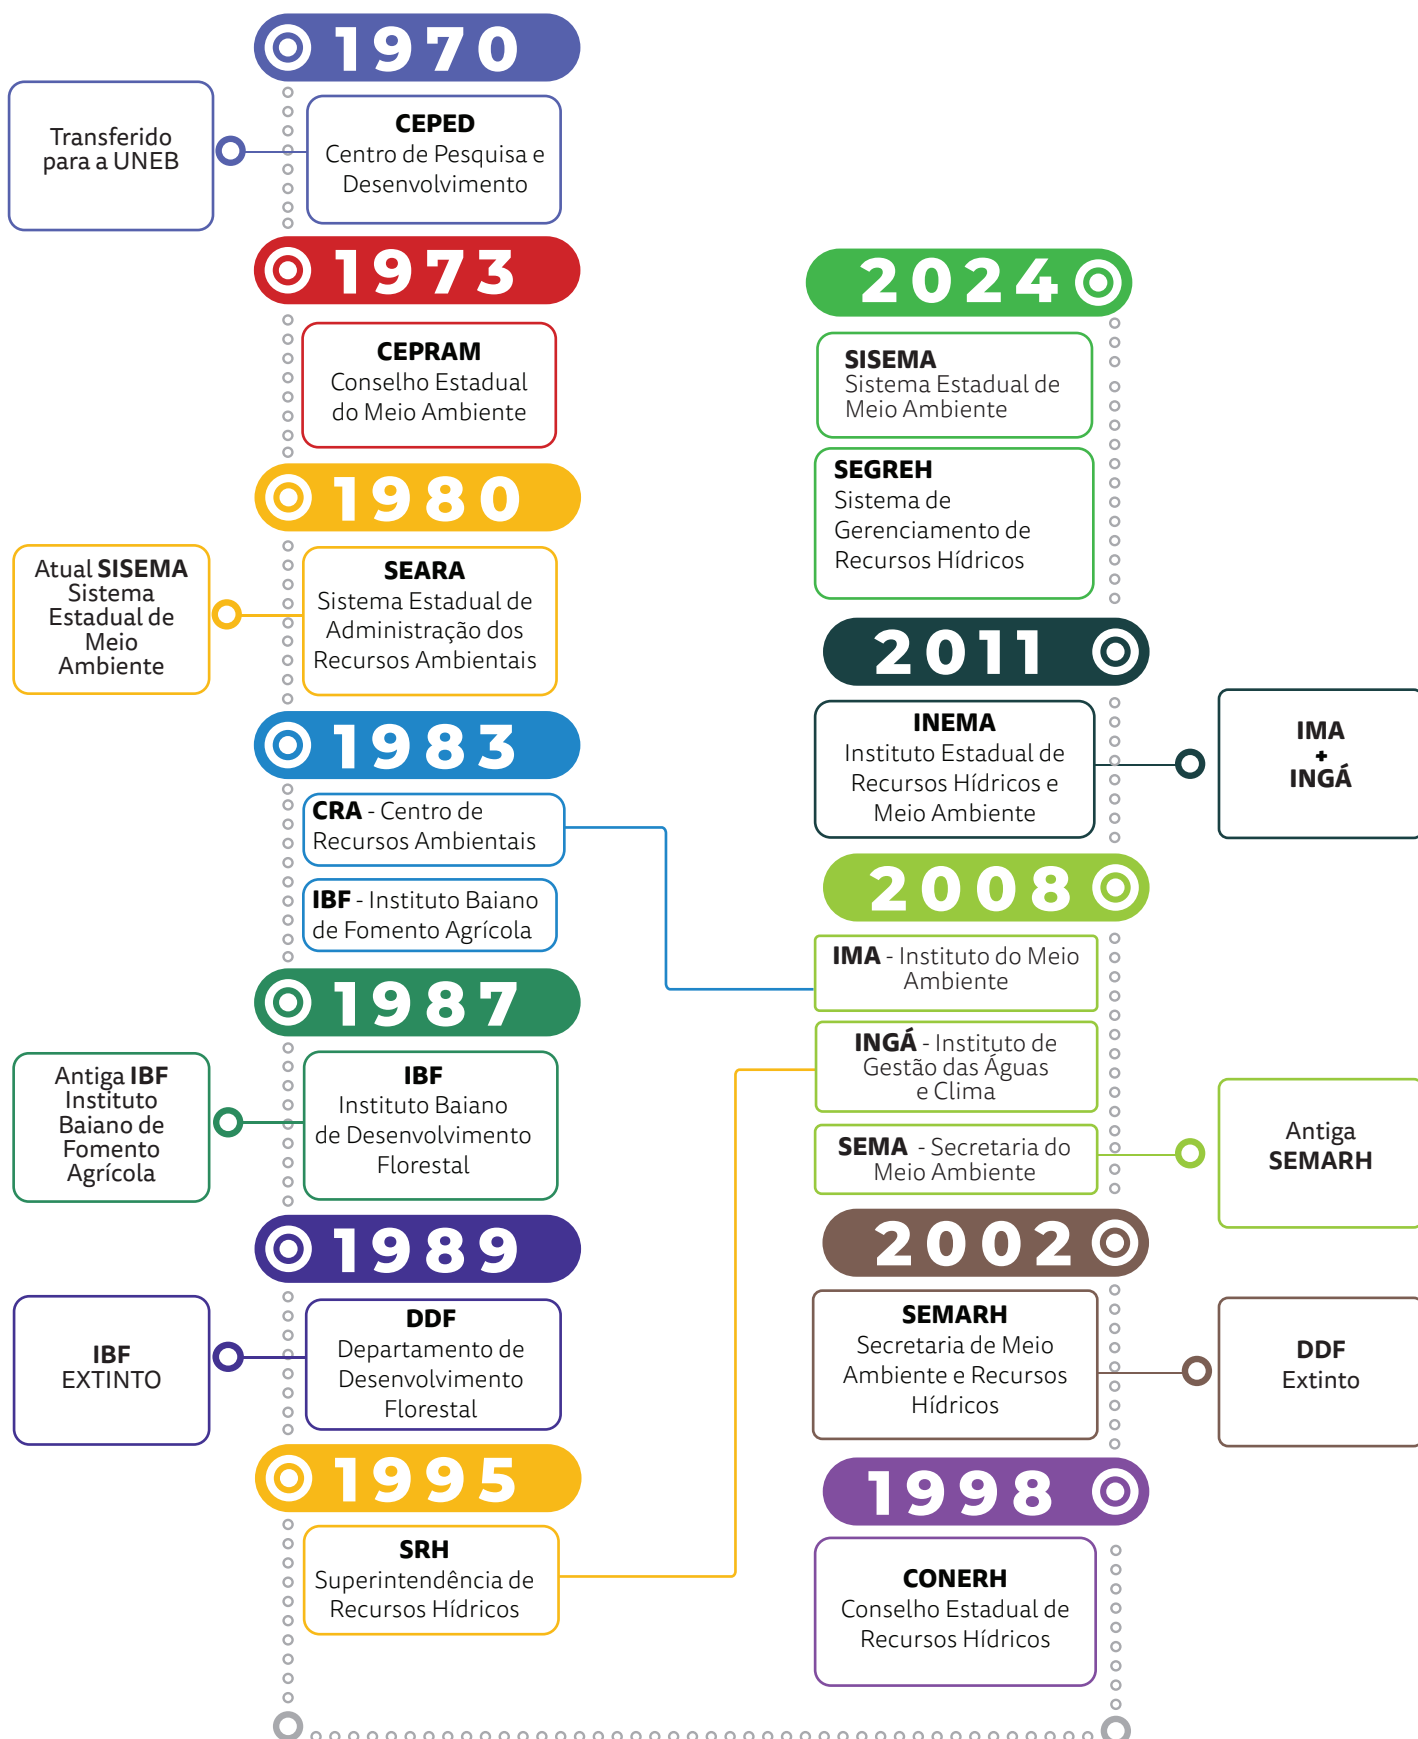 1970
Transferido
para a UNEB
CEPED
Centro de Pesquisa e
Desenvolvimento
1973
CEPRAM
Conselho Estadual
do Meio Ambiente
1980
Atual SISEMA
Sistema
Estadual de
Meio
Ambiente
SEARA
Sistema Estadual de
Administração dos
Recursos Ambientais
1983
CRA - Centro de
Recursos Ambientais
IBF - Instituto Baiano
de Fomento Agrícola
1987
Antiga IBF
Instituto
Baiano de
Fomento
Agrícola
IBF
Instituto Baiano
de Desenvolvimento
Florestal
1989
IBF
EXTINTO
DDF
Departamento de
Desenvolvimento
Florestal
1995
SRH
Superintendência de
Recursos Hídricos
2024
SISEMA
Sistema Estadual de
Meio Ambiente
SEGREH
Sistema de
Gerenciamento de
Recursos Hídricos
2011
INEMA
Instituto Estadual de
Recursos Hídricos e
Meio Ambiente
IMA
+
INGÁ
2008
IMA - Instituto do Meio
Ambiente
INGÁ - Instituto de
Gestão das Águas
e Clima
SEMA - Secretaria do
Meio Ambiente
Antiga
SEMARH
2002
SEMARH
Secretaria de Meio
Ambiente e Recursos
Hídricos
DDF
Extinto
1998
CONERH
Conselho Estadual de
Recursos Hídricos